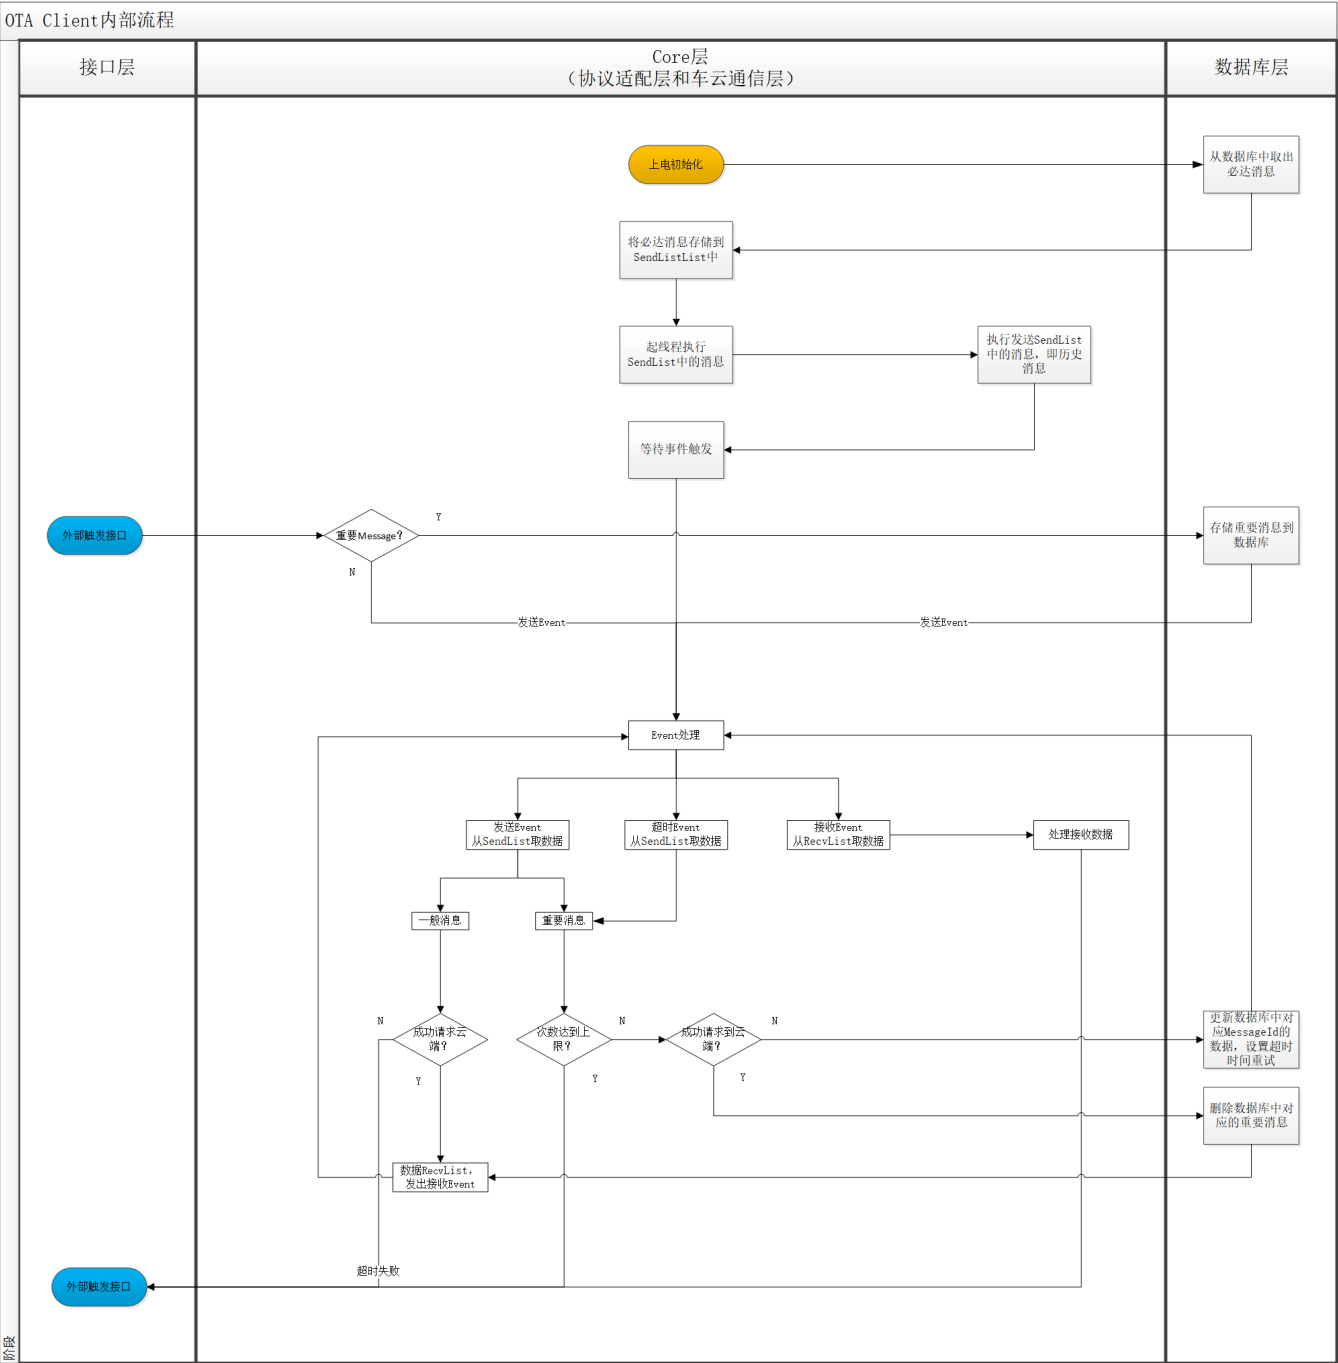 OTA Client内部流程
接口层
Core层
（协议适配层和车云通信层）
数据库层
上电初始化
从数据库中取出
必达消息
将必达消息存储到
SendListList中
起线程执行
SendList中的消息
执行发送SendList
中的消息，即历史
消息
等待事件触发
外部触发接口
重要Message？
Y
N
存储重要消息到
数据库
发送Event
发送Event
Event处理
发送Event
从SendList取数据
超时Event
从SendList取数据
接收Event
从RecvList取数据
处理接收数据
一般消息
重要消息
N
成功请求云
端？
Y
次数达到上
限？
N
Y
成功请求到云
端？
N
Y
更新数据库中对
应MessageId的
数据，设置超时
时间重试
删除数据库中对
应的重要消息
数据RecvList，
发出接收Event
超时失败
外部触发接口
阶段